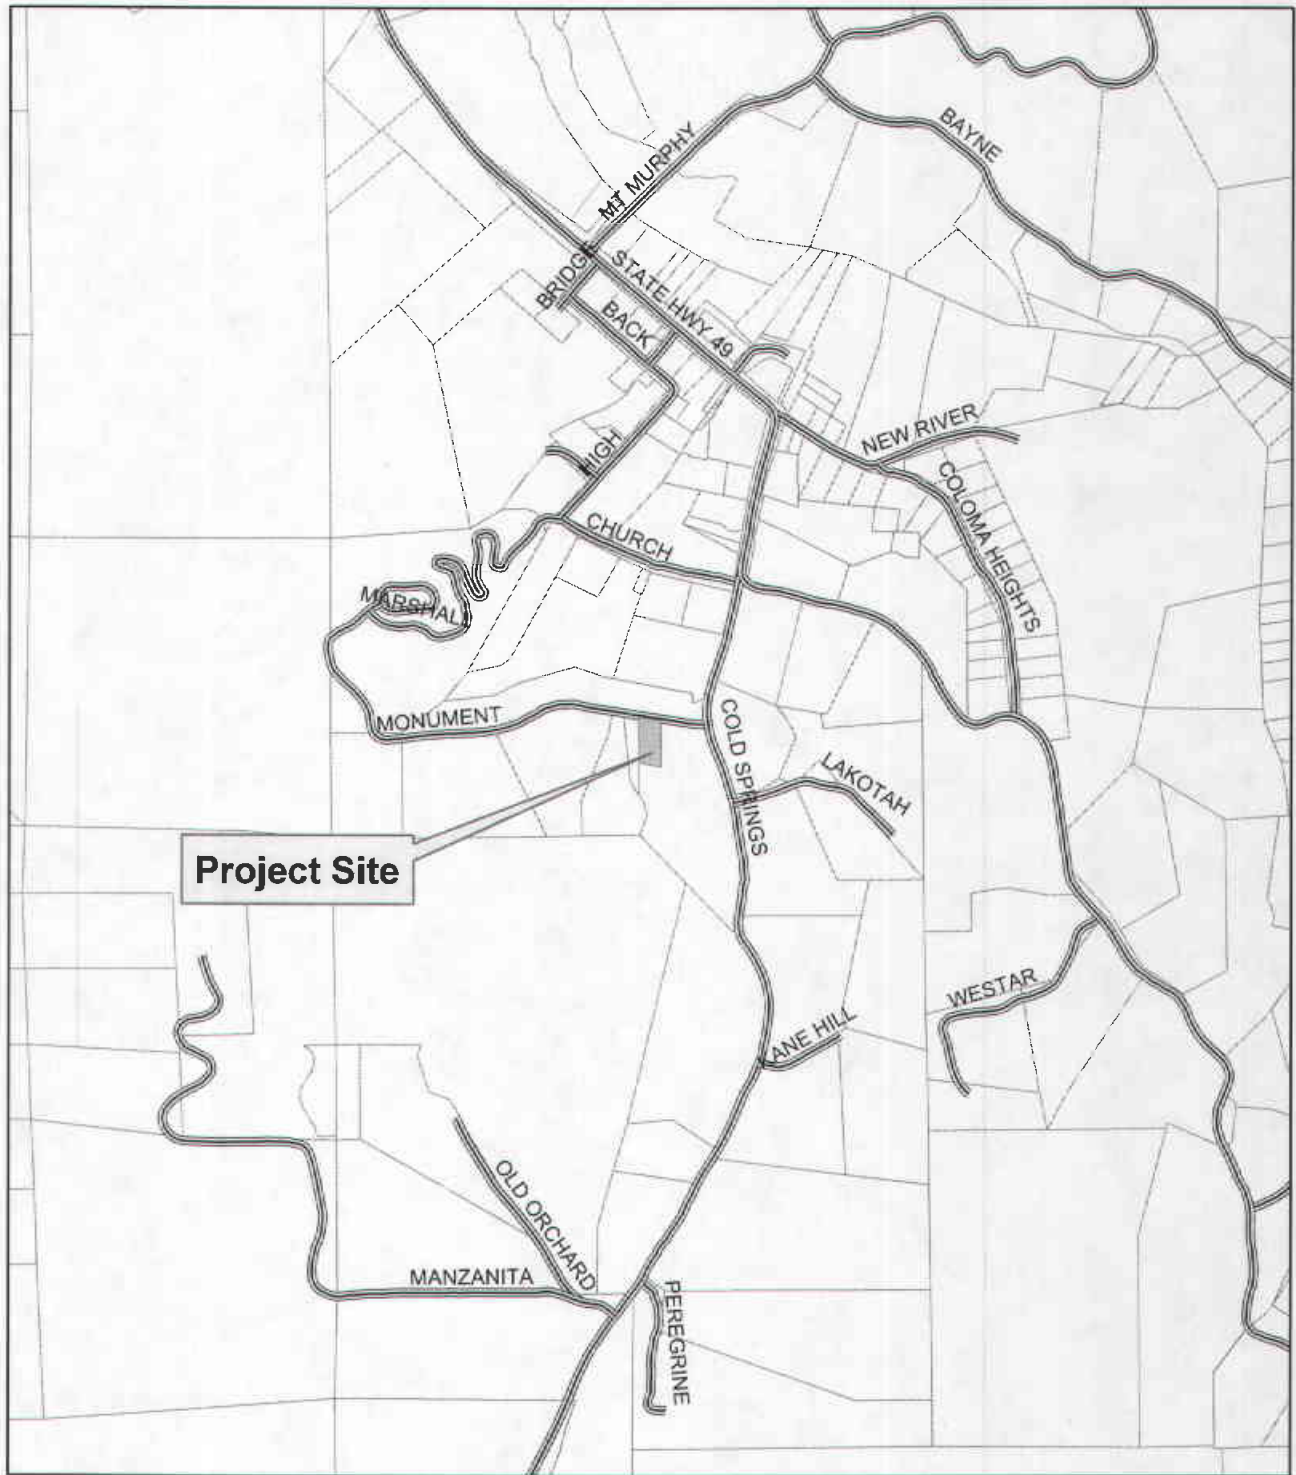 BAYNE
MT MURPHY
BRIDGE
STATE HWY 49
BACK
NEW RIVER
HIGH
COLOMA HEIGHTS
CHURCH
MARSHALL
MONUMENT
COLD SPRINGS
LAKOTAH
Project Site
WESTAR
LANE HILL
OLD ORCHARD
MANZANITA
PEREGRINE